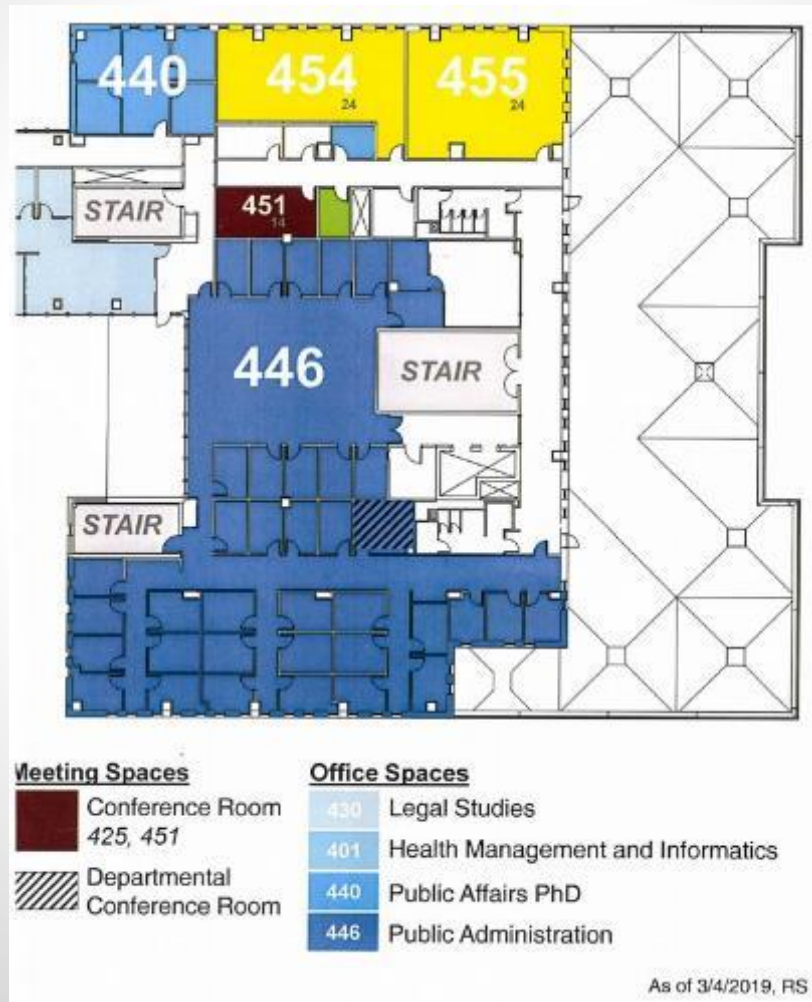 440
454
24
455
24
STAIR
451
14
446
STAIR
STAIR
Meeting Spaces
Conference Room
425, 451
Departmental
Conference Room
Office Spaces
430 Legal Studies
401 Health Management and Informatics
440 Public Affairs PhD
446 Public Administration
As of 3/4/2019, RS